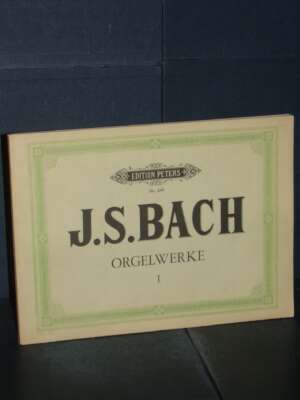 EDITION PETERS
J.S.BACH
ORGELWERKE
I